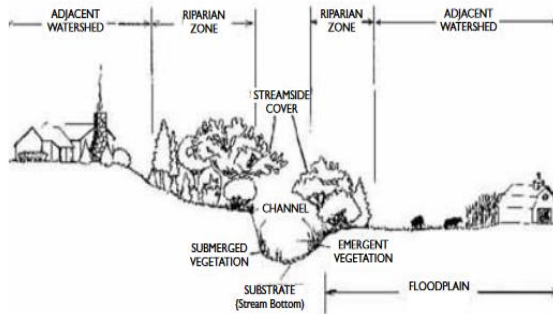 ADJACENT
WATERSHED
RIPARIAN
ZONE
RIPARIAN
ZONE
ADJACENT
WATERSHED
STREAMSIDE
COVER
CHANNEL
SUBMERGED
VEGETATION
EMERGENT
VEGETATION
SUBSTRATE
(Stream Bottom)
FLOODPLAIN